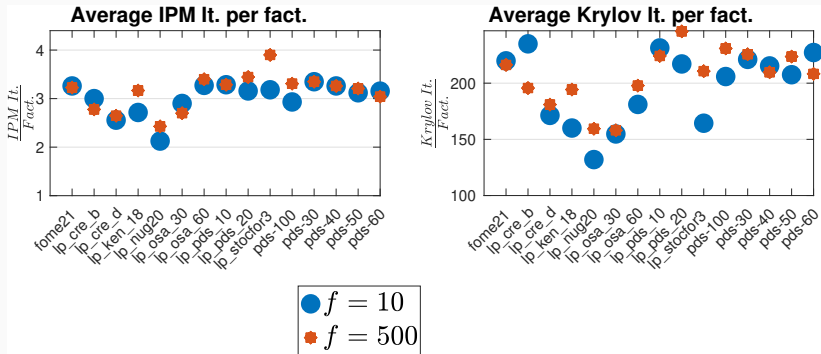 Average IPM It. per fact.
IPM It.
Fact.
4
3
2
1
fome21
lp_cre_b
lp_cre_d
lp_ken_18
lp_nug20
lp_osa_30
lp_osa_60
lp_pds_10
lp_pds_20
lp_stocfor3
pds-100
pds-30
pds-40
pds-50
pds-60
Average Krylov It. per fact.
Krylov It.
Fact.
200
150
100
fome21
lp_cre_b
lp_cre_d
lp_ken_18
lp_nug20
lp_osa_30
lp_osa_60
lp_pds_10
lp_pds_20
lp_stocfor3
pds-100
pds-30
pds-40
pds-50
pds-60
f = 10
f = 500